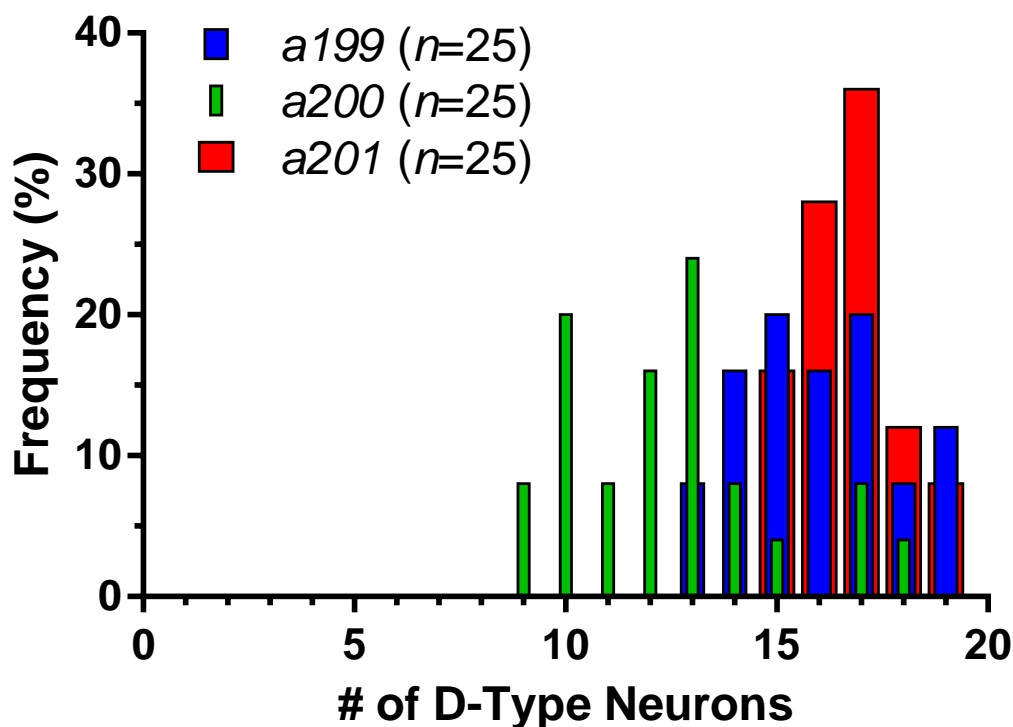 40
30
20
10
0
Frequency (%)
a199 (n=25)
a200 (n=25)
a201 (n=25)
0 5 10 15 20
# of D-Type Neurons